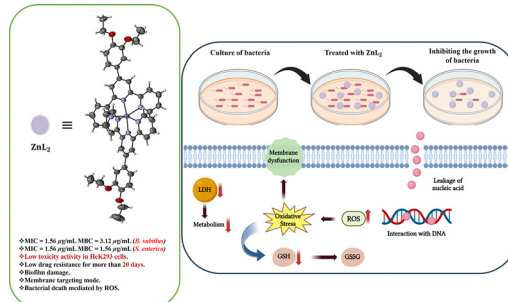 ZnL2
≡
❖MIC = 1.56 μg/mL MBC = 3.12 μg/mL (B. subtilus)
❖MIC = 1.56 μg/mL MBC = 1.56 μg/mL (S. enterica)
❖Low toxicity activity in HeK293 cells.
❖Low drug resistance for more than 20 days.
❖Biofilm damage.
❖Membrane targeting mode.
❖Bacterial death mediated by ROS.
Culture of bacteria
Treated with ZnL2
Inhibiting the growth
of bacteria
Membrane
dysfunction
Leakage of
nucleic acid
LDH
Oxidative
Stress
ROS
Metabolism
Interaction with DNA
GSH
GSSG